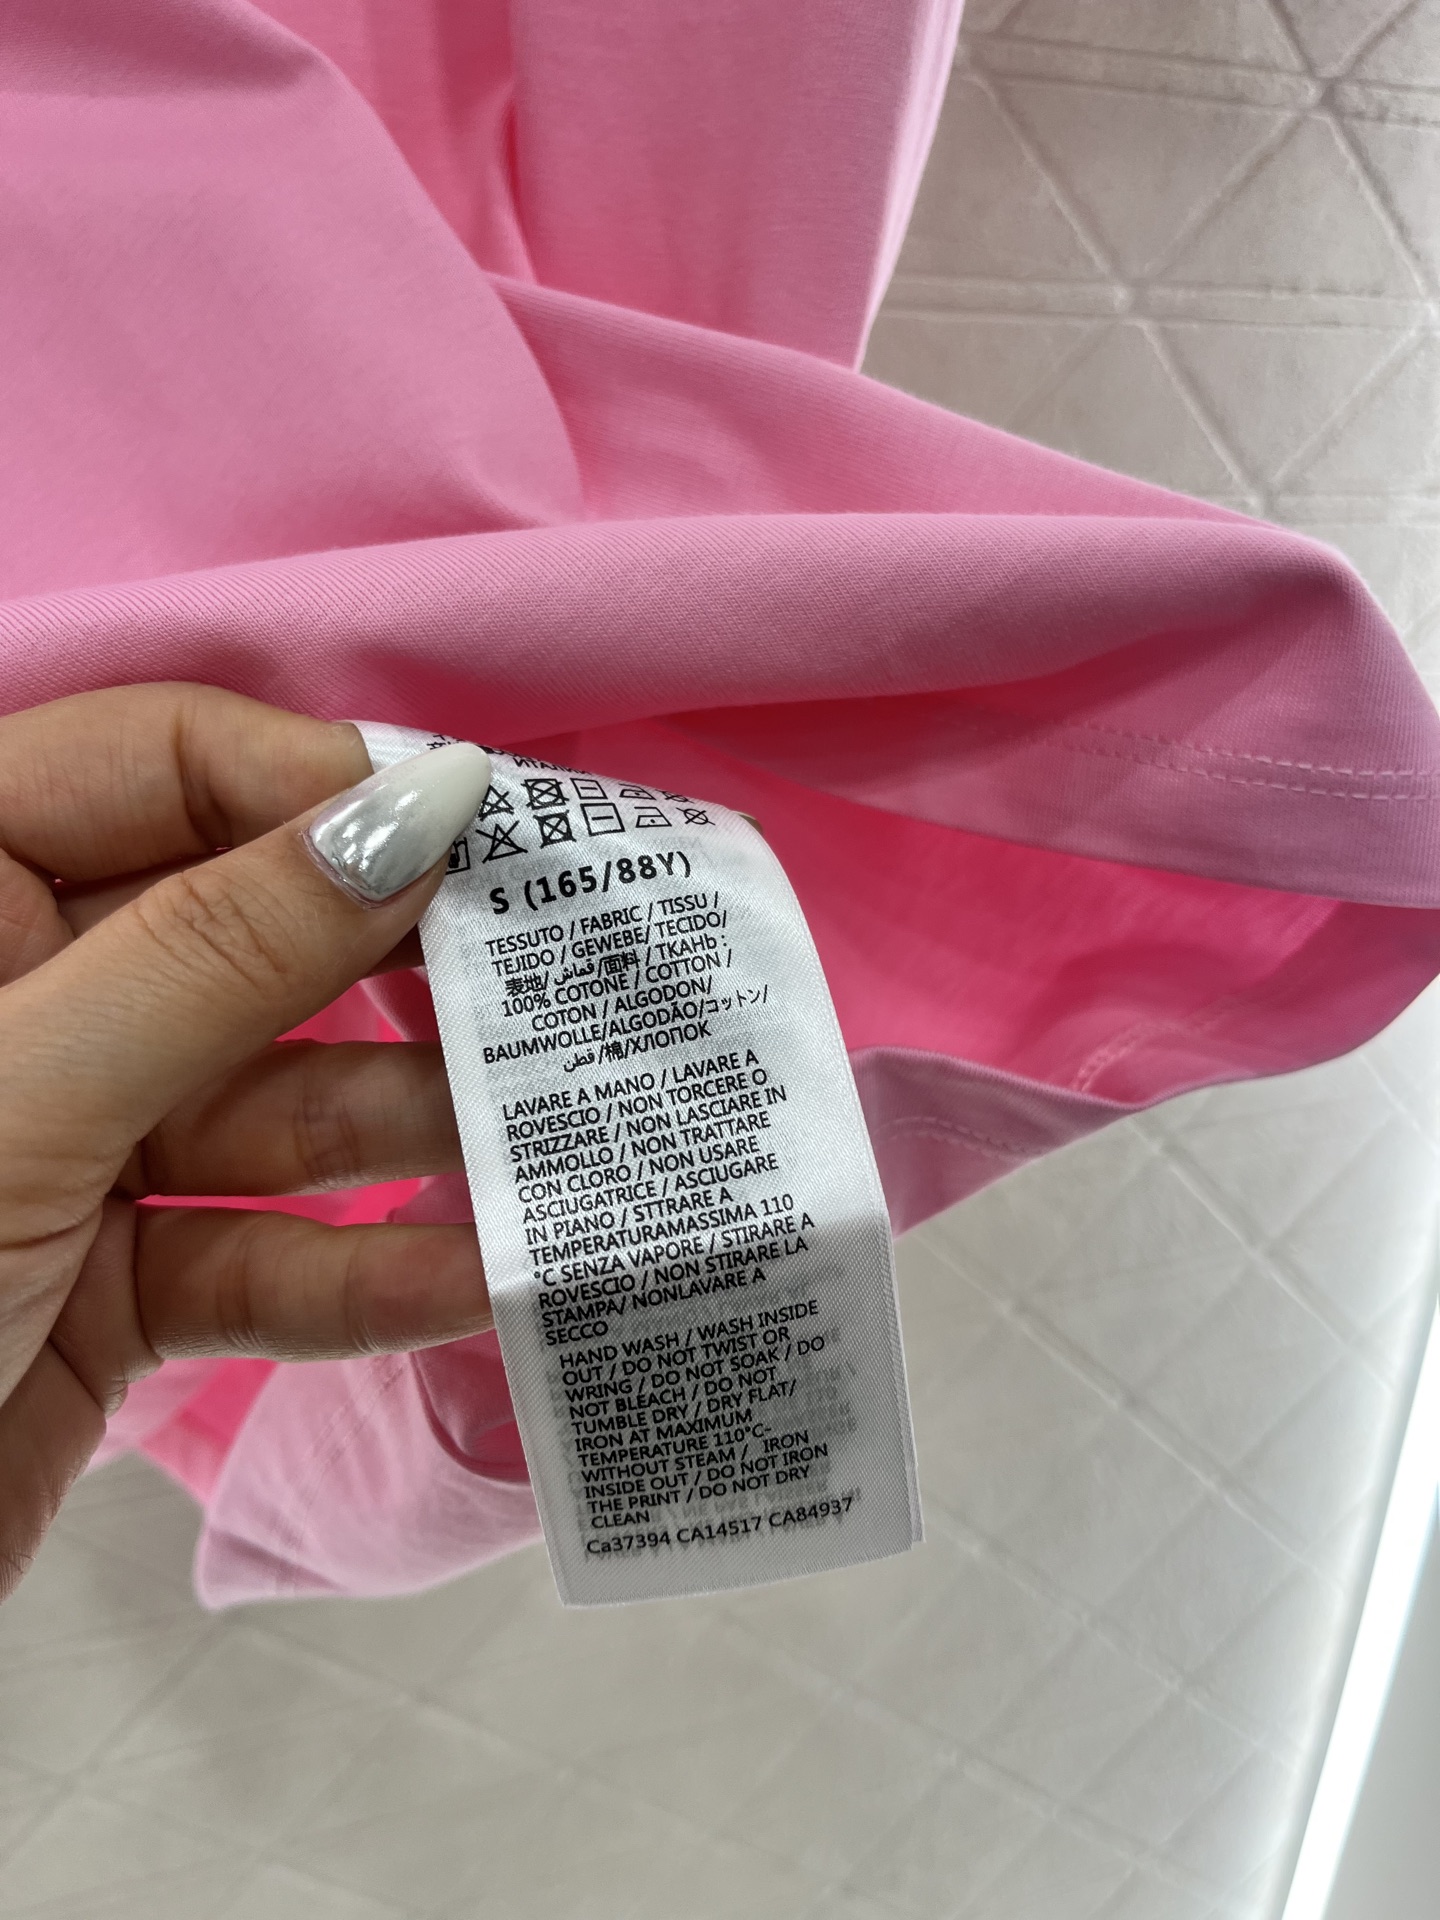 S (165/88Y)
TESSUTO / FABRIC / TISSU /
TEJIDO / GEWEBE/ TECIDO/
表地/ قماش /面料 / TKAHb :
100% COTONE / COTTON /
COTON / ALGODON/
BAUMWOLLE/ALGODÃO/コットン/
قطن /棉/ХЛОПОК
LAVARE A MANO / LAVARE A
ROVESCIO / NON TORCERE O
STRIZZARE / NON LASCIARE IN
AMMOLLO / NON TRATTARE
CON CLORO / NON USARE
ASCIUGATRICE / ASCIUGARE
IN PIANO / STTRARE A
TEMPERATURAMASSIMA 110
°C SENZA VAPORE / STIRARE A
ROVESCIO / NON STIRARE LA
STAMPA/ NONLAVARE A
SECCO
HAND WASH / WASH INSIDE
OUT / DO NOT TWIST OR
WRING / DO NOT SOAK / DO
NOT BLEACH / DO NOT
TUMBLE DRY / DRY FLAT/
IRON AT MAXIMUM
TEMPERATURE 110°C-
WITHOUT STEAM / IRON
INSIDE OUT / DO NOT IRON
THE PRINT / DO NOT DRY
CLEAN
Ca37394 CA14517 CA84937